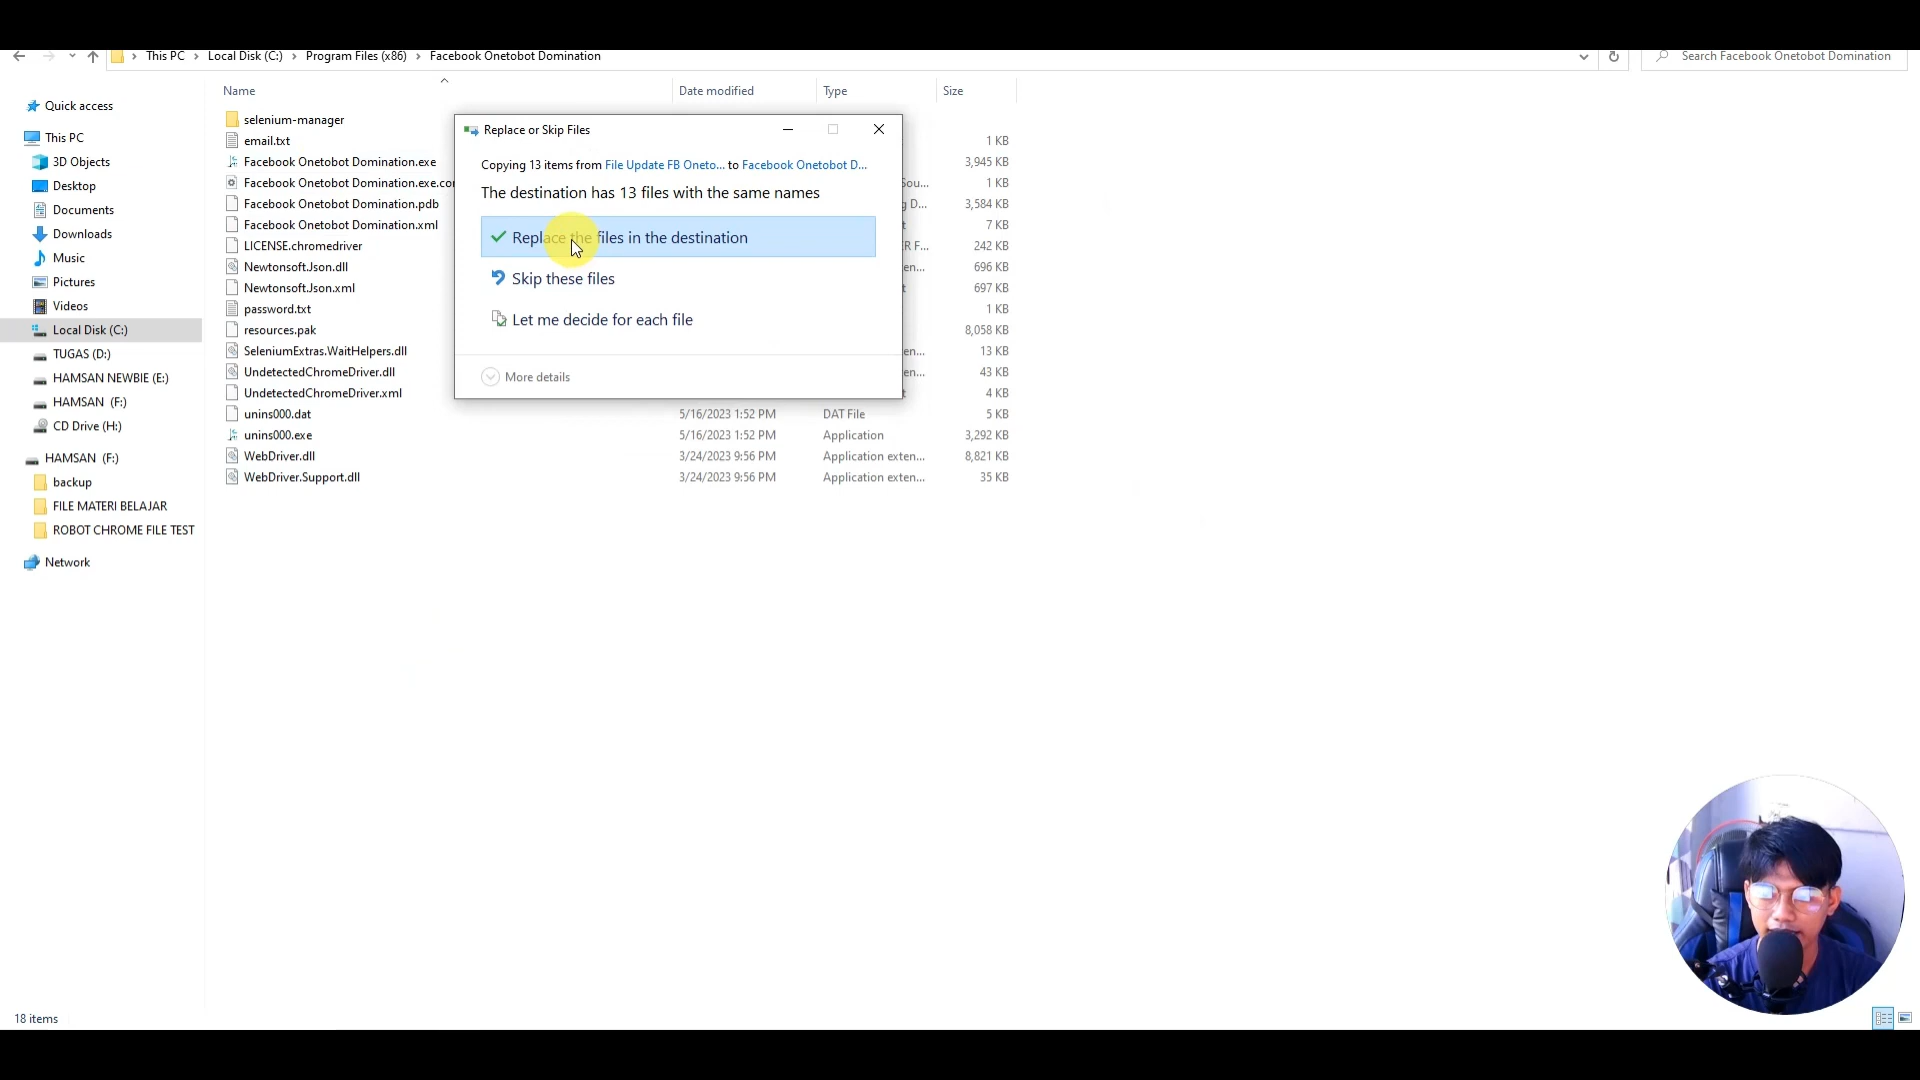 This PC > Local Disk (C:) > Program Files (x86) > Facebook Onetobot Domination
Search Facebook Onetobot Domination
Name
Date modified
Type
Size
Quick access
This PC
3D Objects
Desktop
Documents
Downloads
Music
Pictures
Videos
Local Disk (C:)
TUGAS (D:)
HAMSAN NEWBIE (E:)
HAMSAN (F:)
CD Drive (H:)
HAMSAN (F:)
backup
FILE MATERI BELAJAR
ROBOT CHROME FILE TEST
Network
selenium-manager
email.txt 1 KB
Facebook Onetobot Domination.exe 3,945 KB
Facebook Onetobot Domination.exe.con Sou... 1 KB
Facebook Onetobot Domination.pdb g D... 3,584 KB
Facebook Onetobot Domination.xml t 7 KB
LICENSE.chromedriver R F... 242 KB
Newtonsoft.Json.dll en... 696 KB
Newtonsoft.Json.xml t 697 KB
password.txt 1 KB
resources.pak 8,058 KB
SeleniumExtras.WaitHelpers.dll en... 13 KB
UndetectedChromeDriver.dll en... 43 KB
UndetectedChromeDriver.xml t 4 KB
unins000.dat 5/16/2023 1:52 PM DAT File 5 KB
unins000.exe 5/16/2023 1:52 PM Application 3,292 KB
WebDriver.dll 3/24/2023 9:56 PM Application exten... 8,821 KB
WebDriver.Support.dll 3/24/2023 9:56 PM Application exten... 35 KB
Replace or Skip Files
Copying 13 items from File Update FB Oneto... to Facebook Onetobot D...
The destination has 13 files with the same names
Replace the files in the destination
Skip these files
Let me decide for each file
More details
18 items